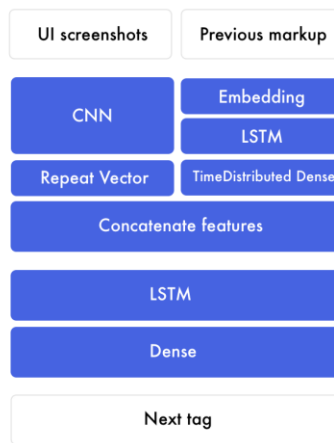 UI screenshots
Previous markup
CNN
Embedding
LSTM
Repeat Vector
TimeDistributed Dense
Concatenate features
LSTM
Dense
Next tag